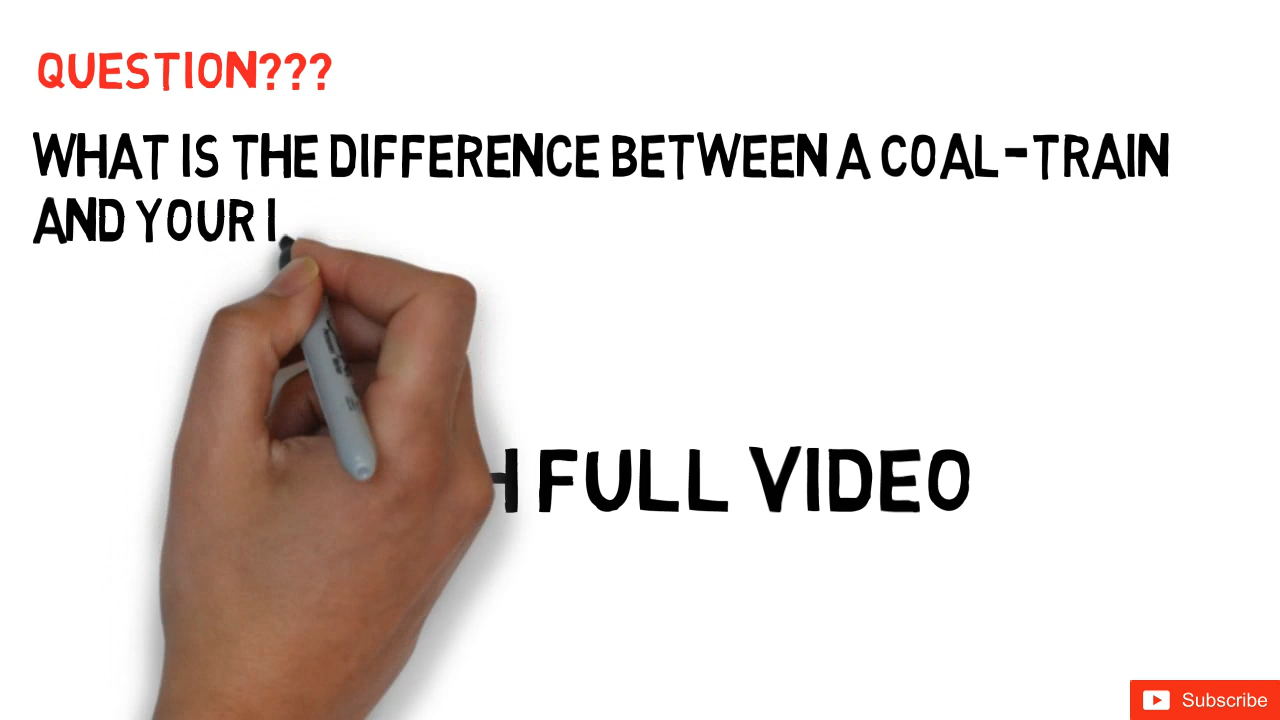 QUESTION???
WHAT IS THE DIFFERENCE BETWEEN A COAL-TRAIN
AND YOUR I
H FULL VIDEO
Subscribe